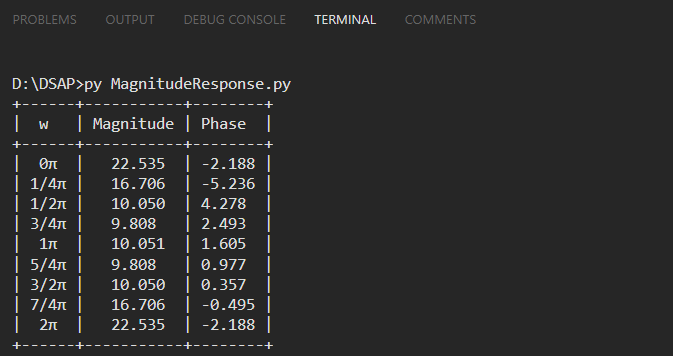 PROBLEMS OUTPUT DEBUG CONSOLE TERMINAL COMMENTS
D:\DSAP>py MagnitudeResponse.py
+------+-----------+--------+
|  w   | Magnitude | Phase  |
+------+-----------+--------+
|  0π  |   22.535  | -2.188 |
| 1/4π |   16.706  | -5.236 |
| 1/2π |   10.050  | 4.278  |
| 3/4π |   9.808   | 2.493  |
|  1π  |   10.051  | 1.605  |
| 5/4π |   9.808   | 0.977  |
| 3/2π |   10.050  | 0.357  |
| 7/4π |   16.706  | -0.495 |
|  2π  |   22.535  | -2.188 |
+------+-----------+--------+